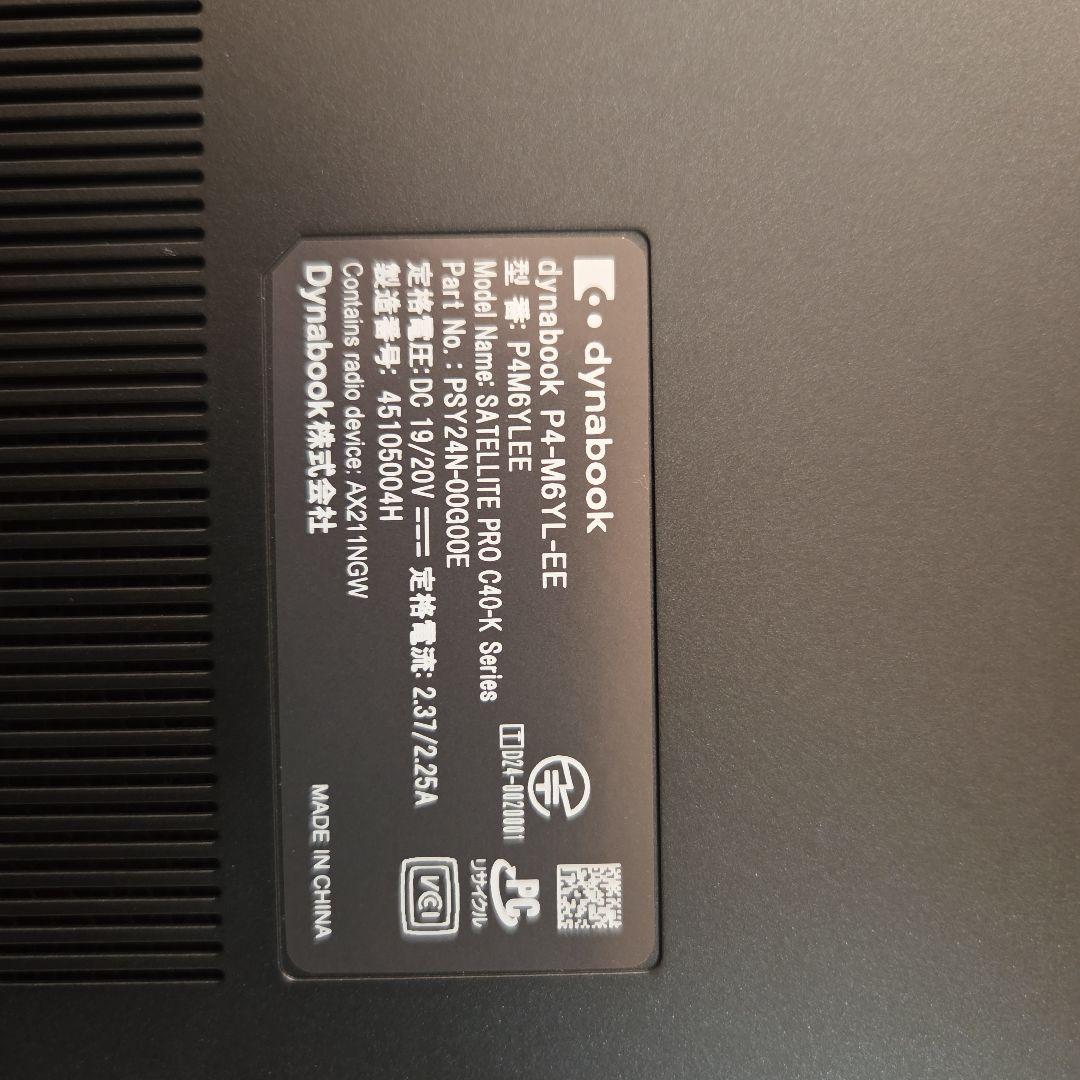 dynabook
dynabook P4-M6YL-EE
型 番: P4M6YLEE
Model Name: SATELLITE PRO C40-K Series
Part No.: PSY24N-00Q00E
定格電圧:DC 19/20V 定格電流: 2.37/2.25A
製造番号: 45105004H
Contains radio device: AX211NGW
Dynabook株式会社
T D24-0020001
PC
リサイクル
VCI
MADE IN CHINA